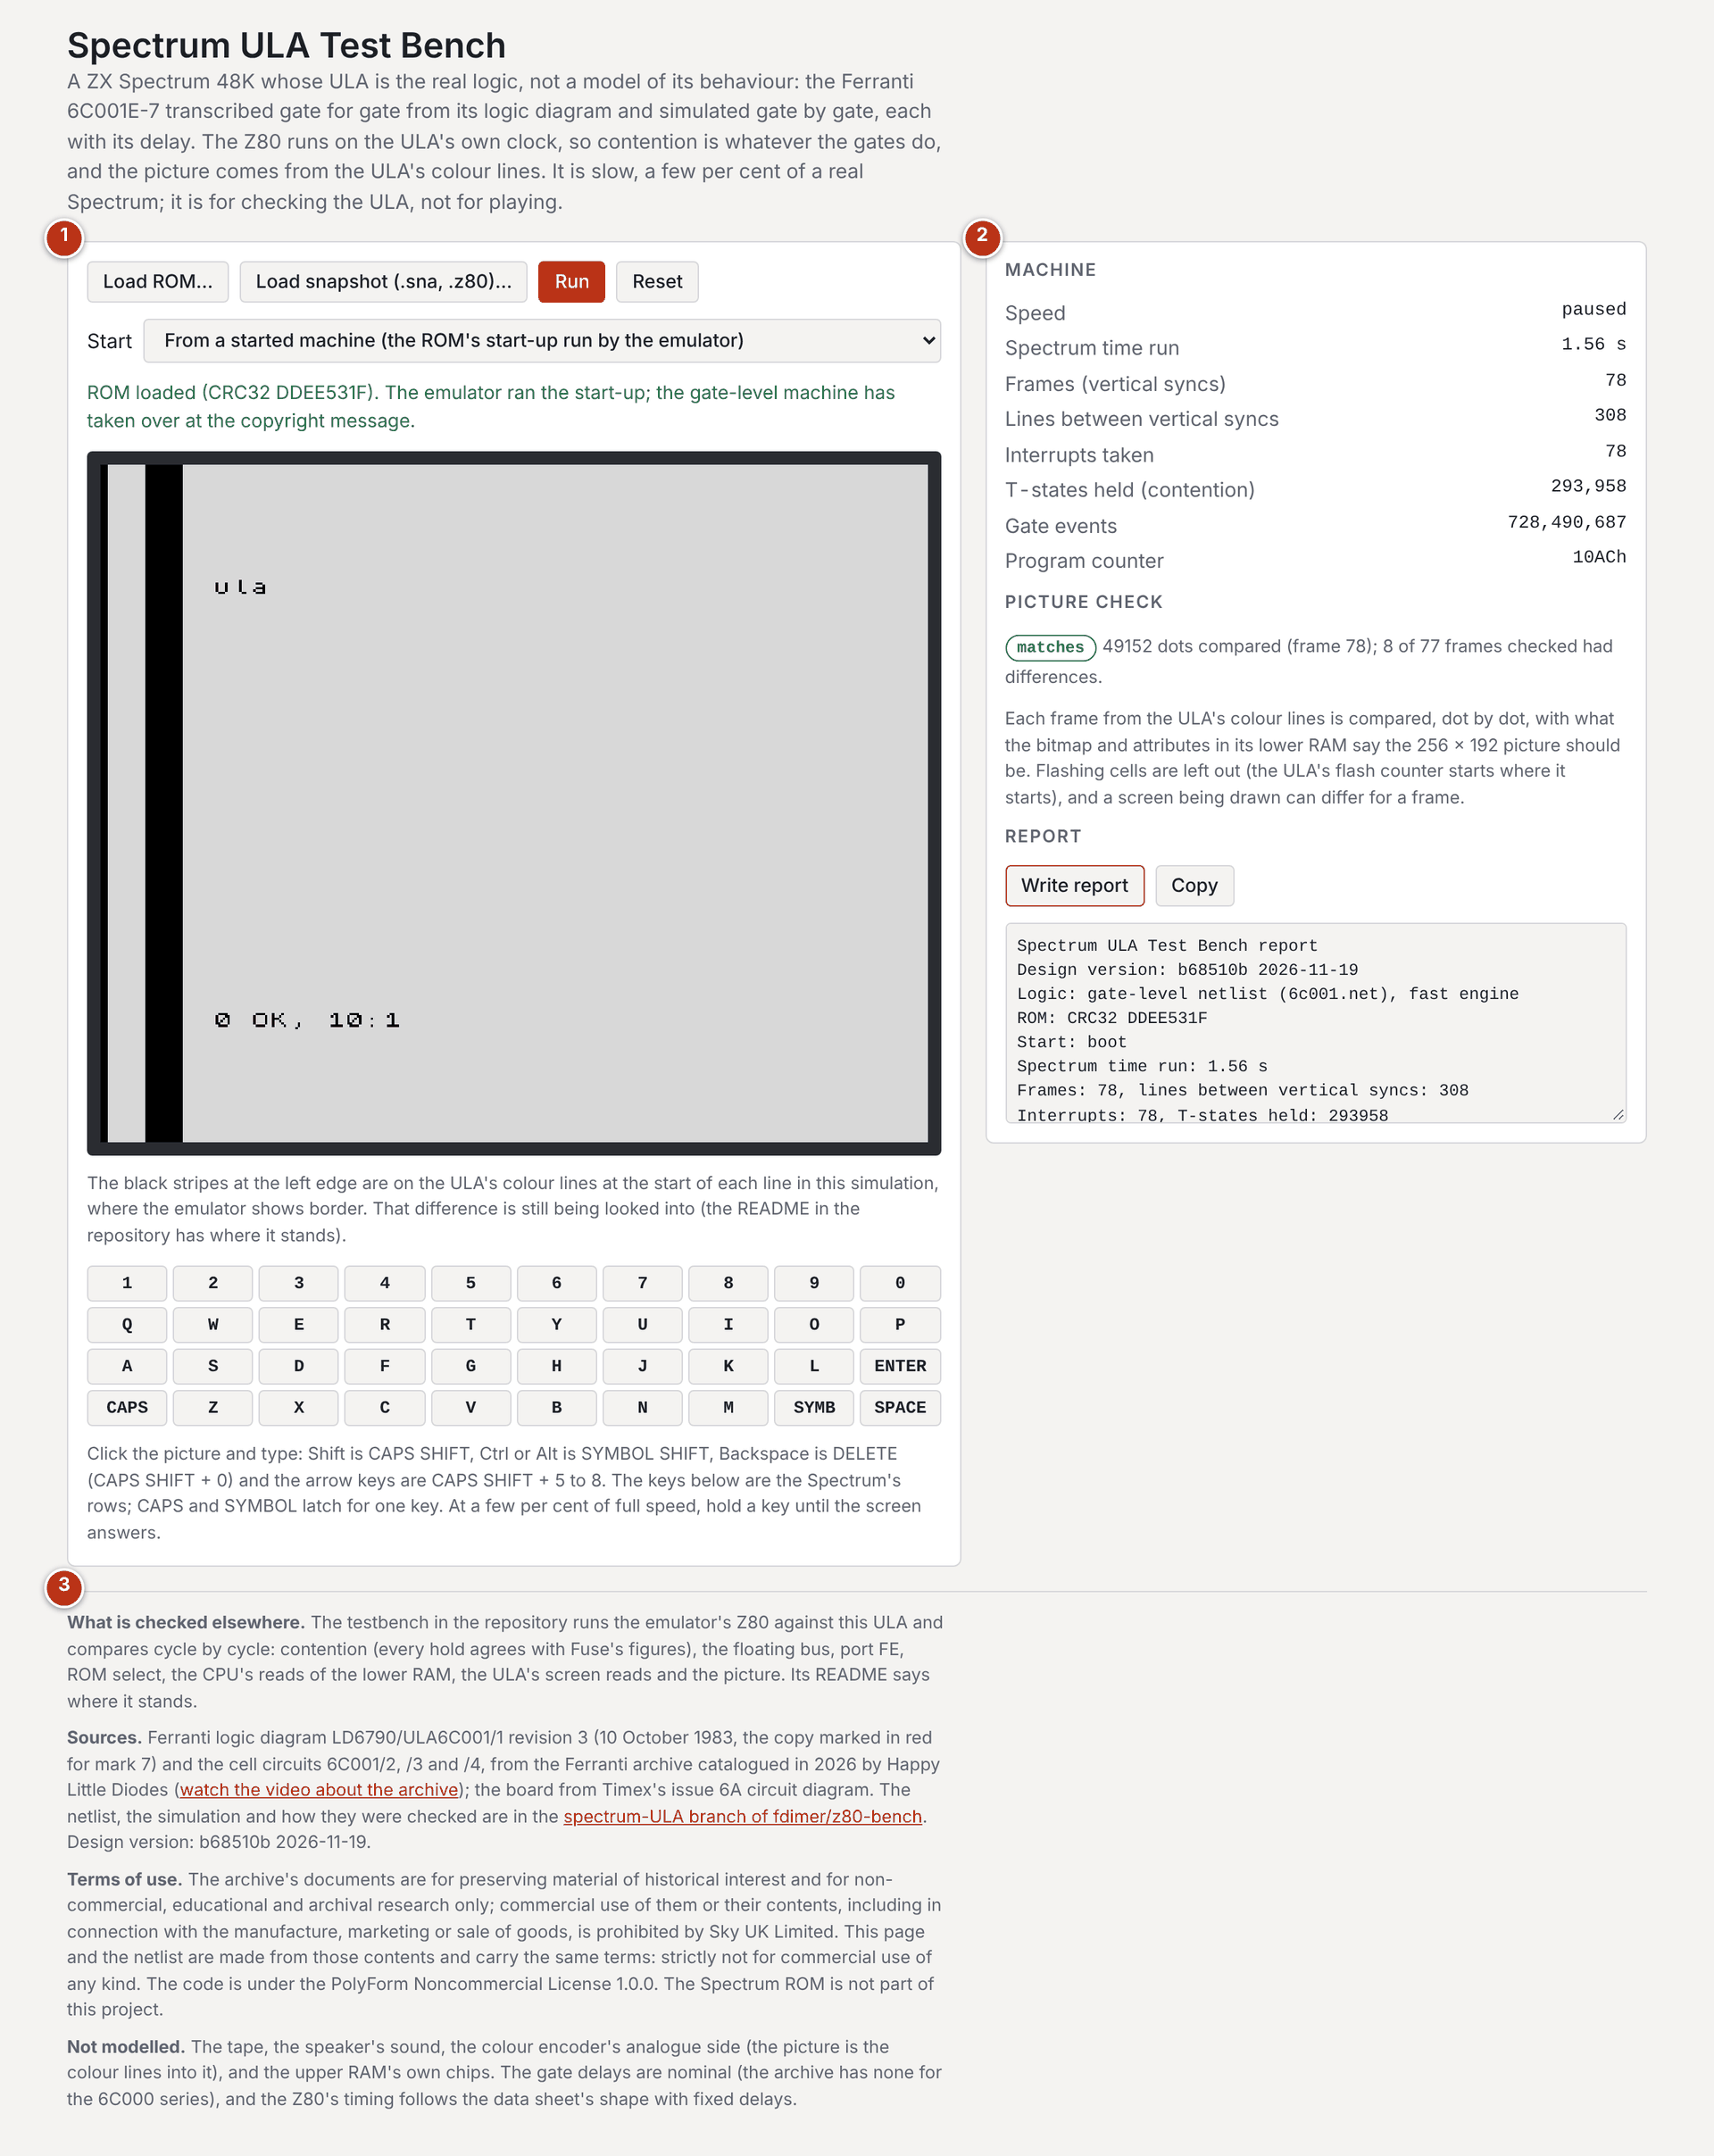 Spectrum ULA Test Bench
A ZX Spectrum 48K whose ULA is the real logic, not a model of its behaviour: the Ferranti
6C001E-7 transcribed gate for gate from its logic diagram and simulated gate by gate, each
with its delay. The Z80 runs on the ULA's own clock, so contention is whatever the gates do,
and the picture comes from the ULA's colour lines. It is slow, a few per cent of a real
Spectrum; it is for checking the ULA, not for playing.
1
Load ROM... Load snapshot (.sna, .z80)... Run Reset
Start From a started machine (the ROM's start-up run by the emulator)
ROM loaded (CRC32 DDEE531F). The emulator ran the start-up; the gate-level machine has
taken over at the copyright message.
ula
0 OK, 10:1
The black stripes at the left edge are on the ULA's colour lines at the start of each line in this simulation,
where the emulator shows border. That difference is still being looked into (the README in the
repository has where it stands).
1 2 3 4 5 6 7 8 9 0
Q W E R T Y U I O P
A S D F G H J K L ENTER
CAPS Z X C V B N M SYMB SPACE
Click the picture and type: Shift is CAPS SHIFT, Ctrl or Alt is SYMBOL SHIFT, Backspace is DELETE
(CAPS SHIFT + 0) and the arrow keys are CAPS SHIFT + 5 to 8. The keys below are the Spectrum's
rows; CAPS and SYMBOL latch for one key. At a few per cent of full speed, hold a key until the screen
answers.
2
MACHINE
Speed paused
Spectrum time run 1.56 s
Frames (vertical syncs) 78
Lines between vertical syncs 308
Interrupts taken 78
T-states held (contention) 293,958
Gate events 728,490,687
Program counter 10ACh
PICTURE CHECK
matches 49152 dots compared (frame 78); 8 of 77 frames checked had
differences.
Each frame from the ULA's colour lines is compared, dot by dot, with what
the bitmap and attributes in its lower RAM say the 256 × 192 picture should
be. Flashing cells are left out (the ULA's flash counter starts where it
starts), and a screen being drawn can differ for a frame.
REPORT
Write report Copy
Spectrum ULA Test Bench report
Design version: b68510b 2026-11-19
Logic: gate-level netlist (6c001.net), fast engine
ROM: CRC32 DDEE531F
Start: boot
Spectrum time run: 1.56 s
Frames: 78, lines between vertical syncs: 308
Interrupts: 78, T-states held: 293958
3
What is checked elsewhere. The testbench in the repository runs the emulator's Z80 against this ULA and
compares cycle by cycle: contention (every hold agrees with Fuse's figures), the floating bus, port FE,
ROM select, the CPU's reads of the lower RAM, the ULA's screen reads and the picture. Its README says
where it stands.
Sources. Ferranti logic diagram LD6790/ULA6C001/1 revision 3 (10 October 1983, the copy marked in red
for mark 7) and the cell circuits 6C001/2, /3 and /4, from the Ferranti archive catalogued in 2026 by Happy
Little Diodes (watch the video about the archive); the board from Timex's issue 6A circuit diagram. The
netlist, the simulation and how they were checked are in the spectrum-ULA branch of fdimer/z80-bench.
Design version: b68510b 2026-11-19.
Terms of use. The archive's documents are for preserving material of historical interest and for non-
commercial, educational and archival research only; commercial use of them or their contents, including in
connection with the manufacture, marketing or sale of goods, is prohibited by Sky UK Limited. This page
and the netlist are made from those contents and carry the same terms: strictly not for commercial use of
any kind. The code is under the PolyForm Noncommercial License 1.0.0. The Spectrum ROM is not part of
this project.
Not modelled. The tape, the speaker's sound, the colour encoder's analogue side (the picture is the
colour lines into it), and the upper RAM's own chips. The gate delays are nominal (the archive has none for
the 6C000 series), and the Z80's timing follows the data sheet's shape with fixed delays.